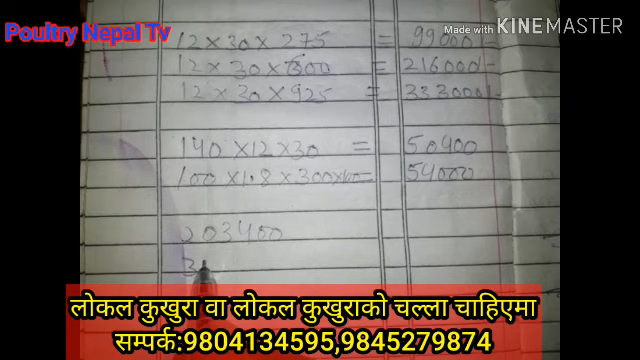 Poultry Nepal Tv
Made with KINEMASTER
12 × 30 × 275 = 99000
12 × 30 × 600 = 216000/-
12 × 30 × 925 = 333000/-
140 × 12 × 30 = 50400
100 × 1.8 × 300 = 54000
203400
3
लोकल कुखुरा वा लोकल कुखुराको चल्ला चाहिएमा
सम्पर्क:9804134595,9845279874